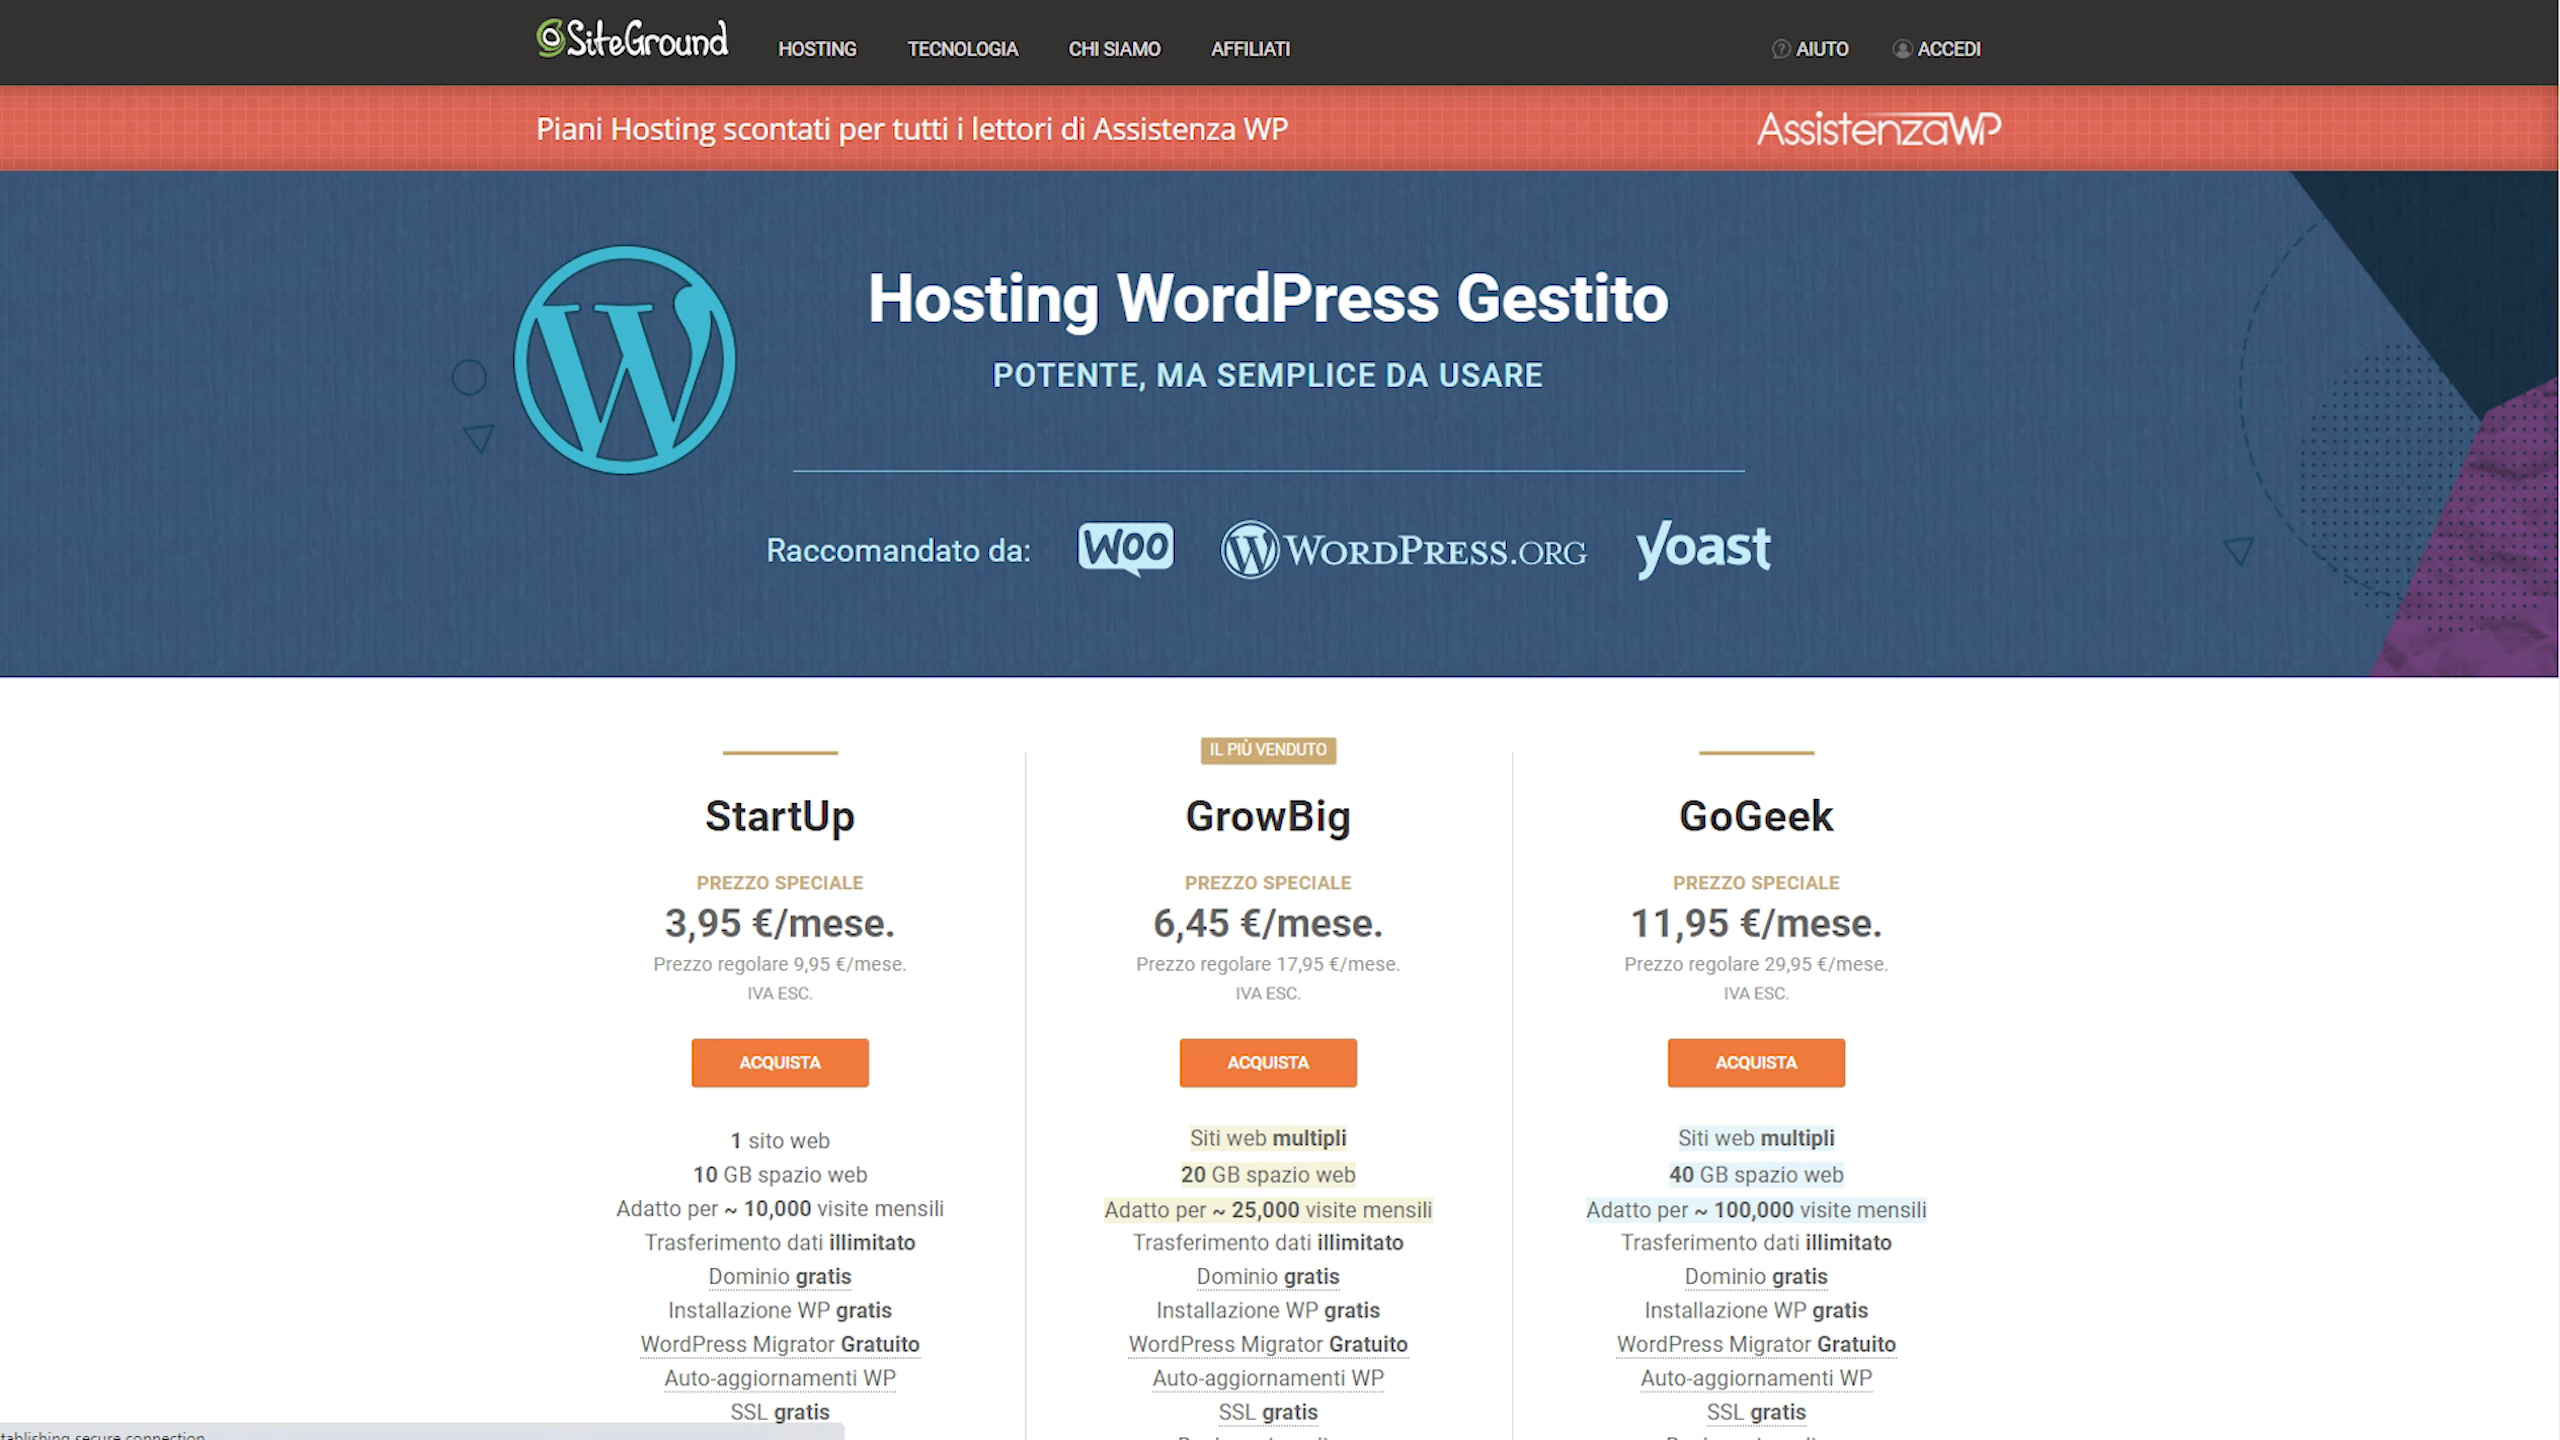 SiteGround HOSTING TECNOLOGIA CHI SIAMO AFFILIATI AIUTO ACCEDI
Piani Hosting scontati per tutti i lettori di Assistenza WP AssistenzaWP
Hosting WordPress Gestito
POTENTE, MA SEMPLICE DA USARE
Raccomandato da: WOO WORDPRESS.ORG yoast
StartUp
PREZZO SPECIALE
3,95 €/mese.
Prezzo regolare 9,95 €/mese.
IVA ESC.
ACQUISTA
1 sito web
10 GB spazio web
Adatto per ~ 10,000 visite mensili
Trasferimento dati illimitato
Dominio gratis
Installazione WP gratis
WordPress Migrator Gratuito
Auto-aggiornamenti WP
SSL gratis
IL PIÙ VENDUTO
GrowBig
PREZZO SPECIALE
6,45 €/mese.
Prezzo regolare 17,95 €/mese.
IVA ESC.
ACQUISTA
Siti web multipli
20 GB spazio web
Adatto per ~ 25,000 visite mensili
Trasferimento dati illimitato
Dominio gratis
Installazione WP gratis
WordPress Migrator Gratuito
Auto-aggiornamenti WP
SSL gratis
GoGeek
PREZZO SPECIALE
11,95 €/mese.
Prezzo regolare 29,95 €/mese.
IVA ESC.
ACQUISTA
Siti web multipli
40 GB spazio web
Adatto per ~ 100,000 visite mensili
Trasferimento dati illimitato
Dominio gratis
Installazione WP gratis
WordPress Migrator Gratuito
Auto-aggiornamenti WP
SSL gratis
tablishing secure connection